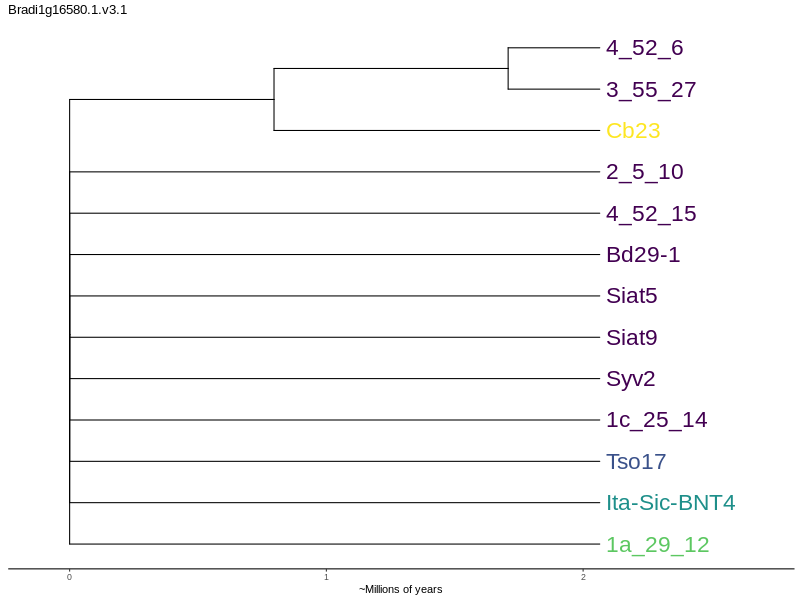 Bradi1g16580.1.v3.1
4_52_6
3_55_27
Cb23
2_5_10
4_52_15
Bd29-1
Siat5
Siat9
Syv2
1c_25_14
Tso17
Ita-Sic-BNT4
1a_29_12
0 1 2
~Millions of years